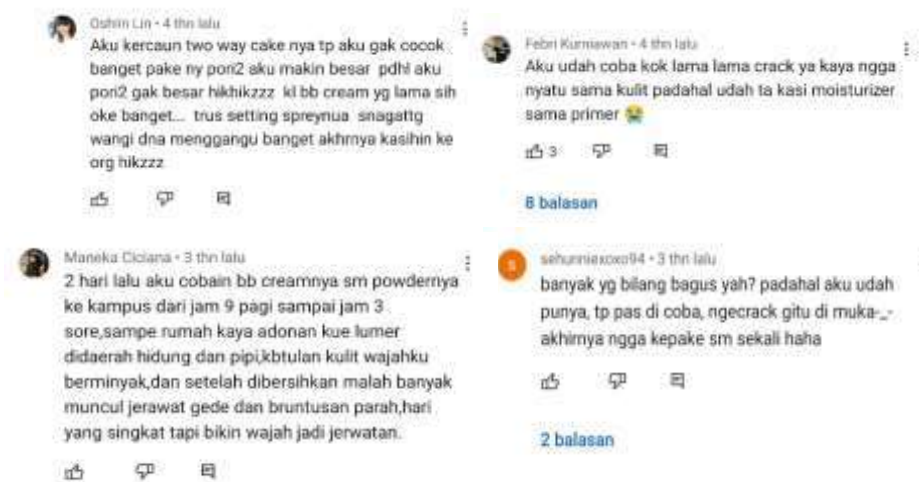 Oshiin Lin • 4 thn lalu
Aku kercaun two way cake nya tp aku gak cocok
banget pake ny pori2 aku makin besar pdhl aku
pori2 gak besar hikhikzzz kl bb cream yg lama sih
oke banget... trus setting spreynua snagattg
wangi dna menggangu banget akhrnya kasihin ke
org hikzzz
Febri Kurniawan • 4 thn lalu
Aku udah coba kok lama lama crack ya kaya ngga
nyatu sama kulit padahal udah ta kasi moisturizer
sama primer 😭
3
8 balasan
Maneka Ciciana • 3 thn lalu
2 hari lalu aku cobain bb creamnya sm powdernya
ke kampus dari jam 9 pagi sampai jam 3
sore,sampe rumah kaya adonan kue lumer
didaerah hidung dan pipi,kbtulan kulit wajahku
berminyak,dan setelah dibersihkan malah banyak
muncul jerawat gede dan bruntusan parah,hari
yang singkat tapi bikin wajah jadi jerwatan.
S
sehunniexoxo94 • 3 thn lalu
banyak yg bilang bagus yah? padahal aku udah
punya, tp pas di coba, ngecrack gitu di muka-_-
akhirnya ngga kepake sm sekali haha
2 balasan